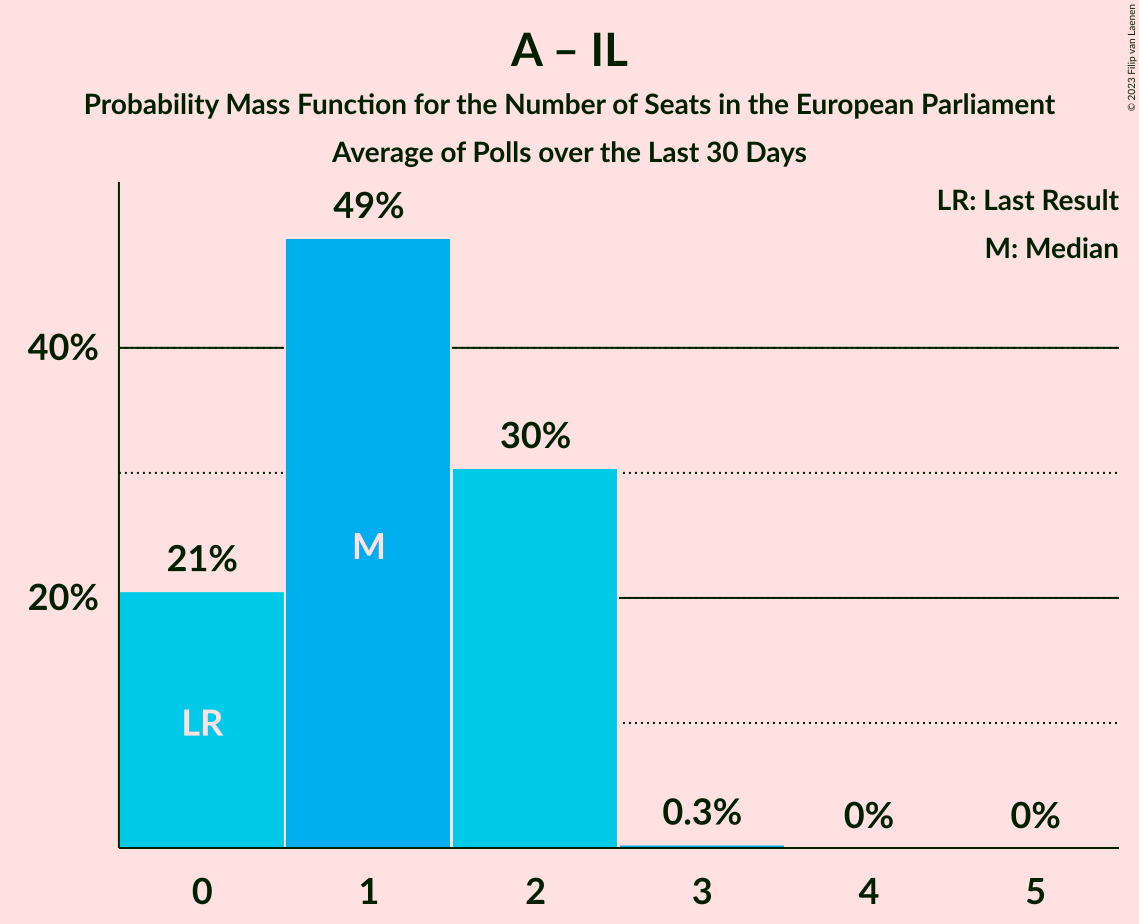 A – IL
Probability Mass Function for the Number of Seats in the European Parliament
Average of Polls over the Last 30 Days
© 2023 Filip van Laenen
LR: Last Result
M: Median
49%
40%
30%
21%
20%
M
LR
0.3%
0%
0%
0
1
2
3
4
5